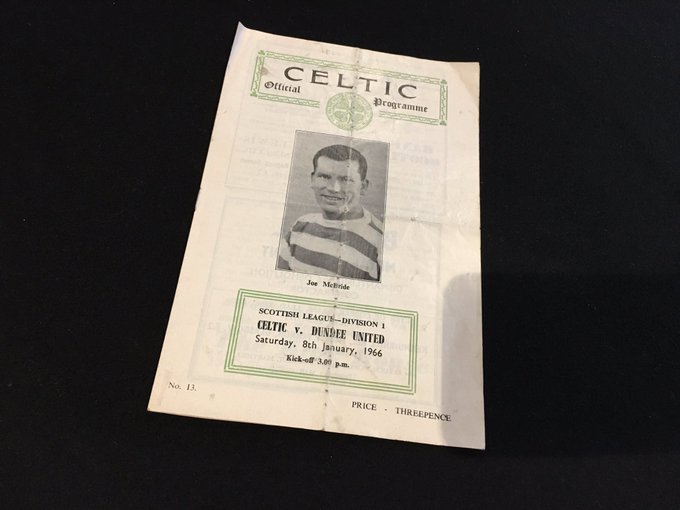 CELTIC
Official Programme
Joe McBride
SCOTTISH LEAGUE—DIVISION 1
CELTIC v. DUNDEE UNITED
Saturday, 8th January, 1966
Kick-off 3.00 p.m.
No. 13.
PRICE - THREEPENCE